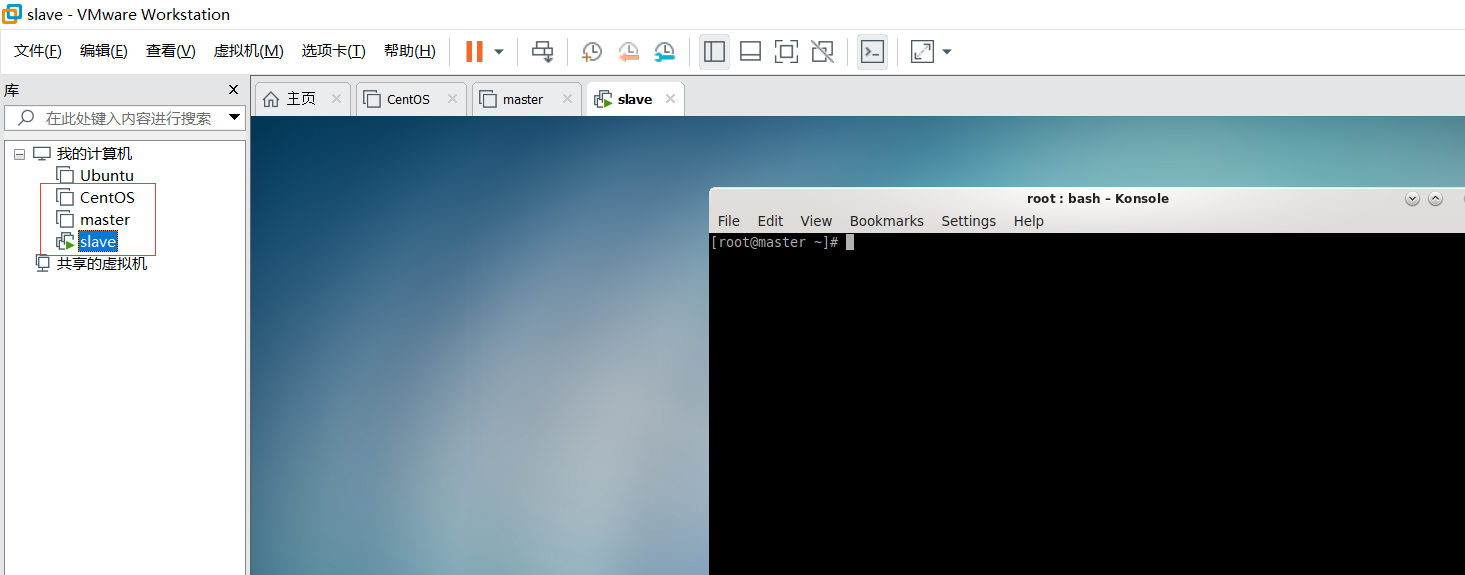 slave - VMware Workstation
文件(F) 编辑(E) 查看(V) 虚拟机(M) 选项卡(T) 帮助(H)
库
在此处键入内容进行搜索
我的计算机
Ubuntu
CentOS
master
slave
共享的虚拟机
主页 CentOS master slave
root : bash – Konsole
File Edit View Bookmarks Settings Help
[root@master ~]#